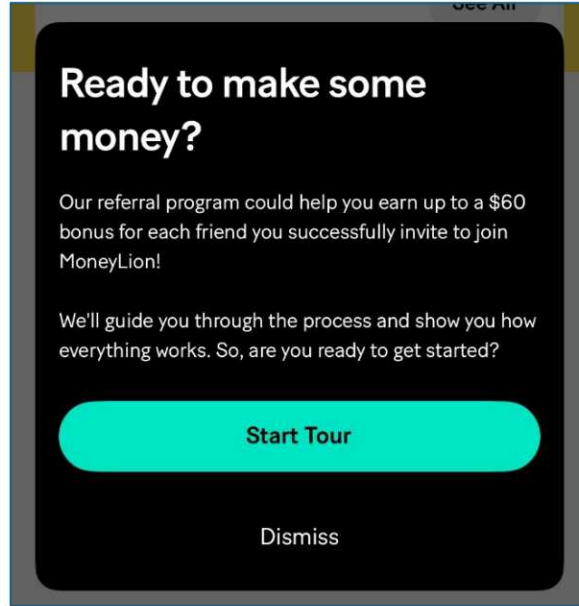 See All
Ready to make some
money?
Our referral program could help you earn up to a $60
bonus for each friend you successfully invite to join
MoneyLion!
We'll guide you through the process and show you how
everything works. So, are you ready to get started?
Start Tour
Dismiss